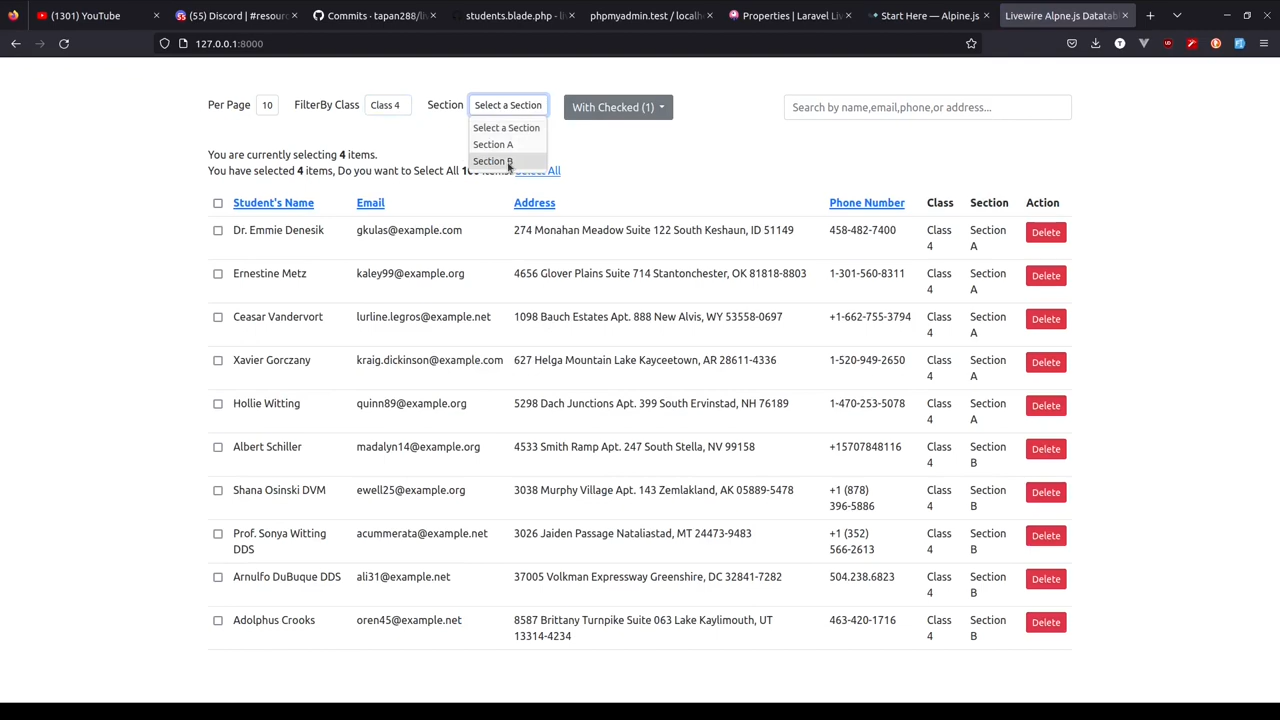 (1301) YouTube
(55) Discord | #resourc
Commits · tapan288/liv
students.blade.php - li
phpmyadmin.test / localh
Properties | Laravel Liv
Start Here — Alpine.js
Livewire Alpne.js Datatab
127.0.0.1:8000
Per Page 10 FilterBy Class Class 4 Section Select a Section With Checked (1) Search by name,email,phone,or address...
Select a Section
Section A
Section B
You are currently selecting 4 items.
You have selected 4 items, Do you want to Select All Select All
Student's Name Email Address Phone Number Class Section Action
Dr. Emmie Denesik gkulas@example.com 274 Monahan Meadow Suite 122 South Keshaun, ID 51149 458-482-7400 Class Section Delete
4 A
Ernestine Metz kaley99@example.org 4656 Glover Plains Suite 714 Stantonchester, OK 81818-8803 1-301-560-8311 Class Section Delete
4 A
Ceasar Vandervort lurline.legros@example.net 1098 Bauch Estates Apt. 888 New Alvis, WY 53558-0697 +1-662-755-3794 Class Section Delete
4 A
Xavier Gorczany kraig.dickinson@example.com 627 Helga Mountain Lake Kayceetown, AR 28611-4336 1-520-949-2650 Class Section Delete
4 A
Hollie Witting quinn89@example.org 5298 Dach Junctions Apt. 399 South Ervinstad, NH 76189 1-470-253-5078 Class Section Delete
4 A
Albert Schiller madalyn14@example.org 4533 Smith Ramp Apt. 247 South Stella, NV 99158 +15707848116 Class Section Delete
4 B
Shana Osinski DVM ewell25@example.org 3038 Murphy Village Apt. 143 Zemlakland, AK 05889-5478 +1 (878) Class Section Delete
396-5886 4 B
Prof. Sonya Witting acummerata@example.net 3026 Jaiden Passage Nataliastad, MT 24473-9483 +1 (352) Class Section Delete
DDS 566-2613 4 B
Arnulfo DuBuque DDS ali31@example.net 37005 Volkman Expressway Greenshire, DC 32841-7282 504.238.6823 Class Section Delete
4 B
Adolphus Crooks oren45@example.net 8587 Brittany Turnpike Suite 063 Lake Kaylimouth, UT 463-420-1716 Class Section Delete
13314-4234 4 B